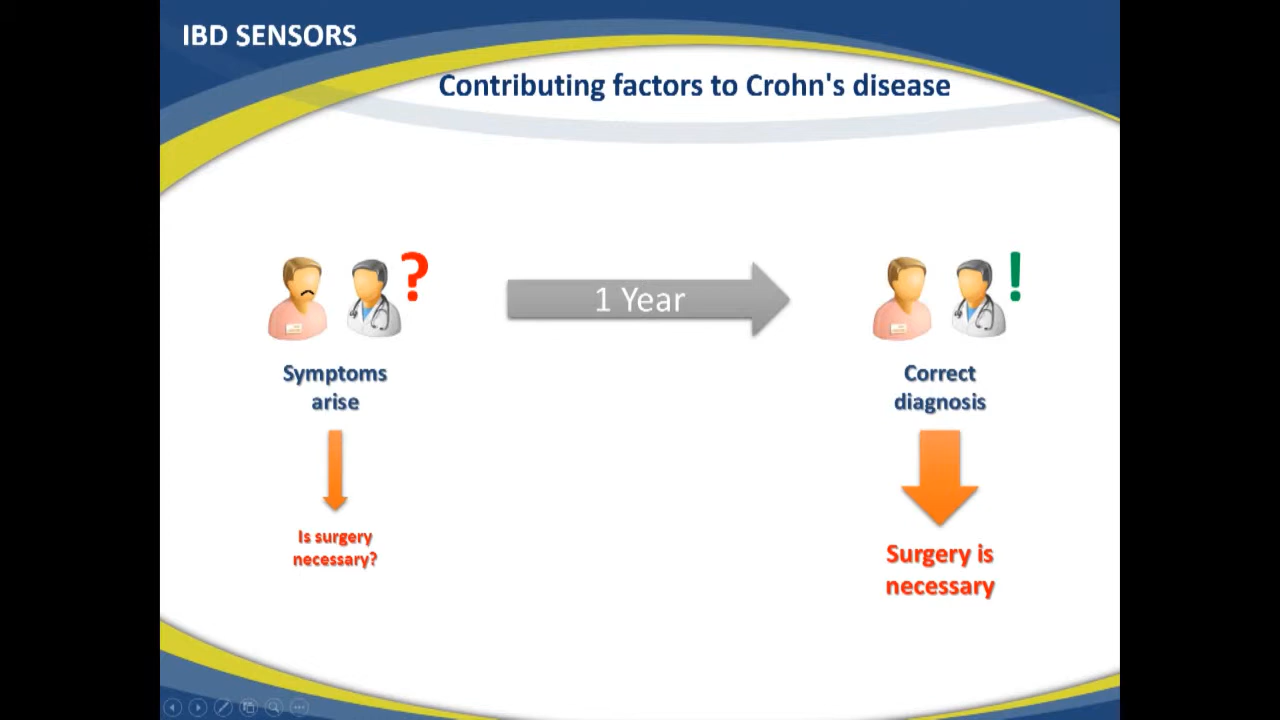 IBD SENSORS
Contributing factors to Crohn's disease
?
1 Year
!
Symptoms
arise
Correct
diagnosis
Is surgery
necessary?
Surgery is
necessary